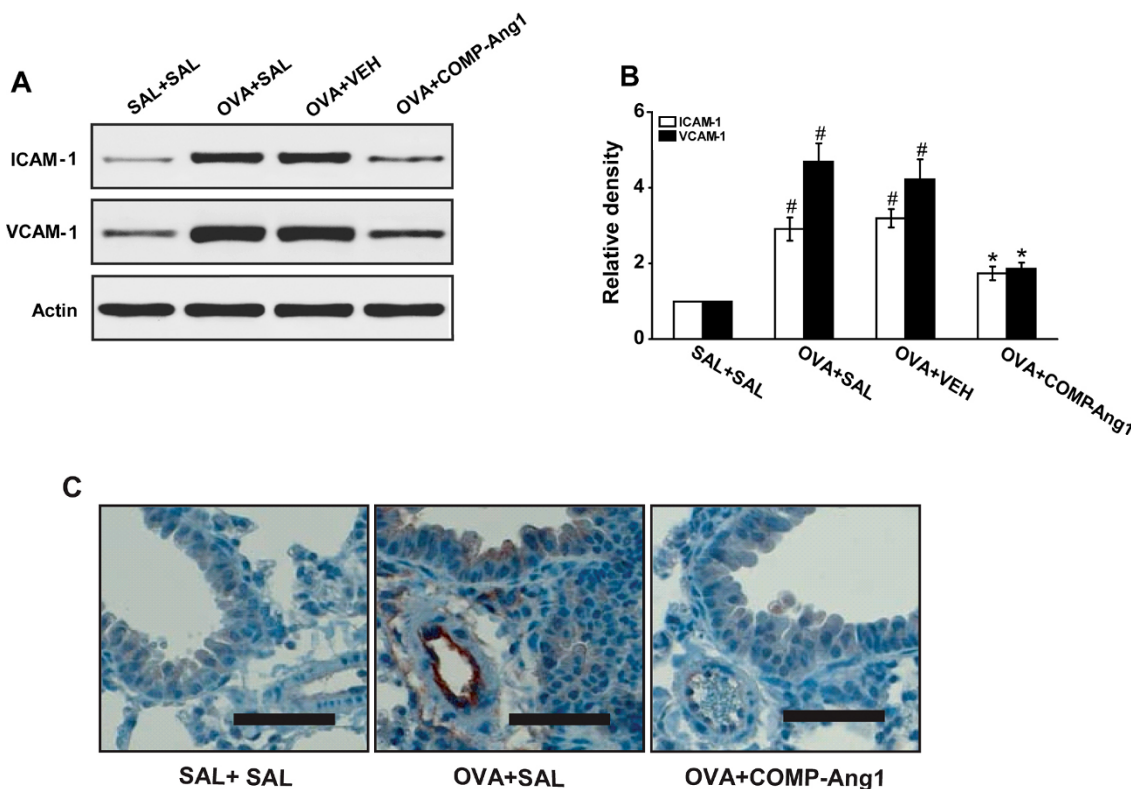 A
SAL+SAL
OVA+SAL
OVA+VEH
OVA+COMP-Ang1
ICAM-1
VCAM-1
Actin
B
6
4
2
0
Relative density
ICAM-1
VCAM-1
#
#
#
#
*
*
SAL+SAL
OVA+SAL
OVA+VEH
OVA+COMP-Ang1
C
SAL+ SAL
OVA+SAL
OVA+COMP-Ang1